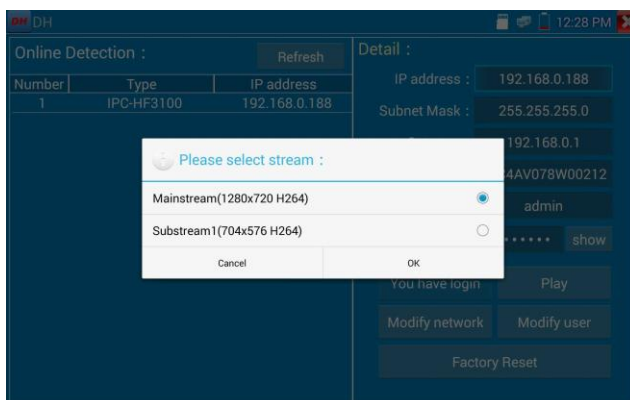 DH DH
12:28 PM
Online Detection :
Refresh
Number Type IP address
1 IPC-HF3100 192.168.0.188
Detail :
IP address : 192.168.0.188
Subnet Mask : 255.255.255.0
192.168.0.1
4AV078W00212
admin
show
Please select stream :
Mainstream(1280x720 H264)
Substream1(704x576 H264)
Cancel OK
You have login Play
Modify network Modify user
Factory Reset